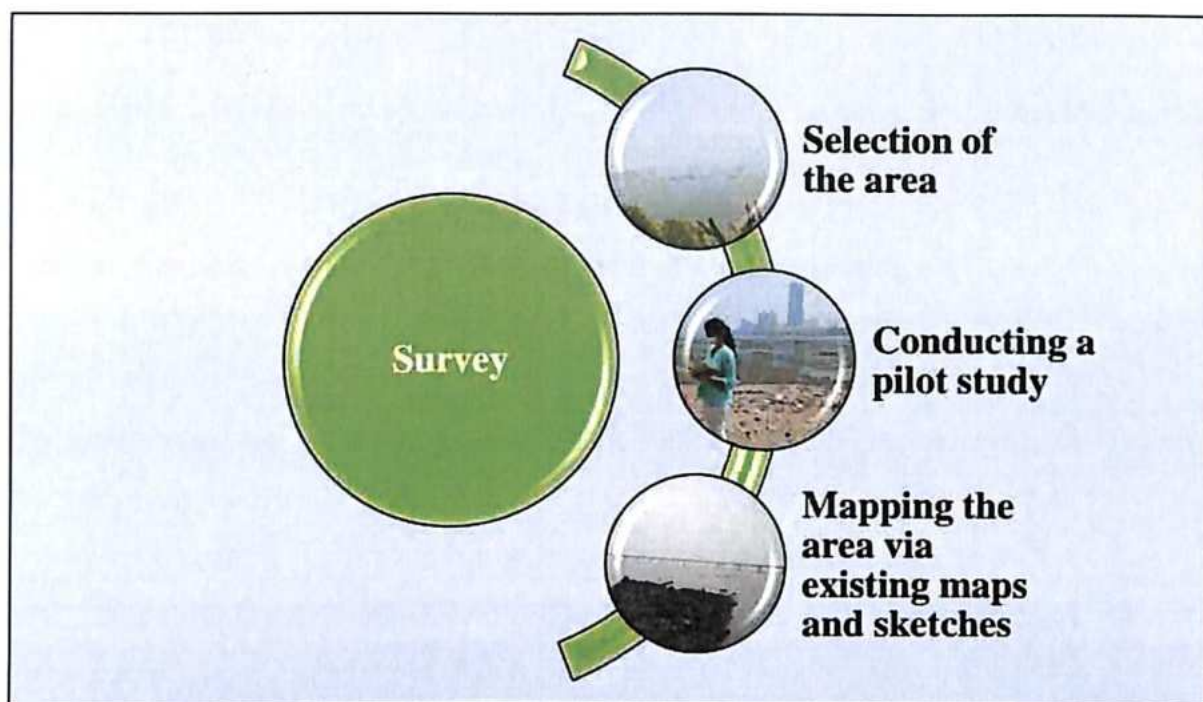 Survey
Selection of
the area
Conducting a
pilot study
Mapping the
area via
existing maps
and sketches